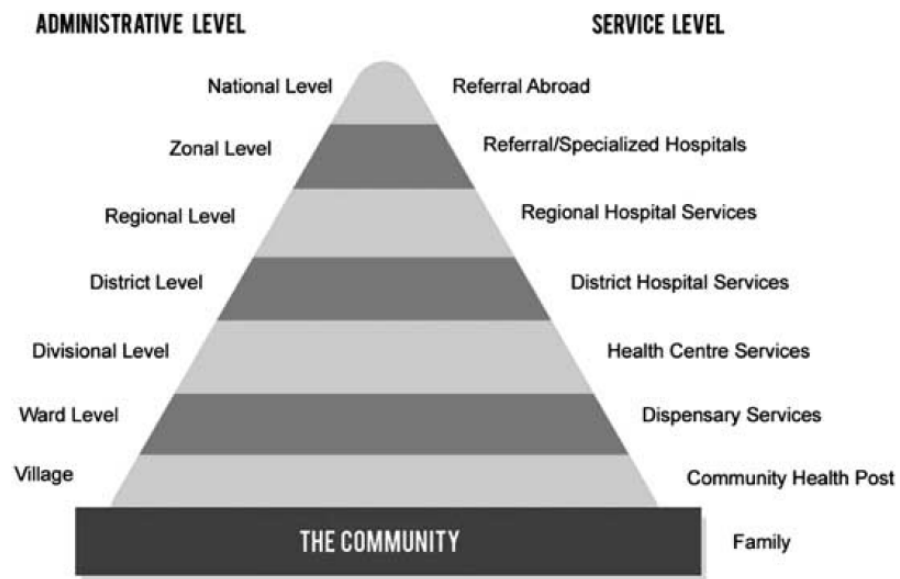 ADMINISTRATIVE LEVEL SERVICE LEVEL
National Level Referral Abroad
Zonal Level Referral/Specialized Hospitals
Regional Level Regional Hospital Services
District Level District Hospital Services
Divisional Level Health Centre Services
Ward Level Dispensary Services
Village Community Health Post
THE COMMUNITY Family